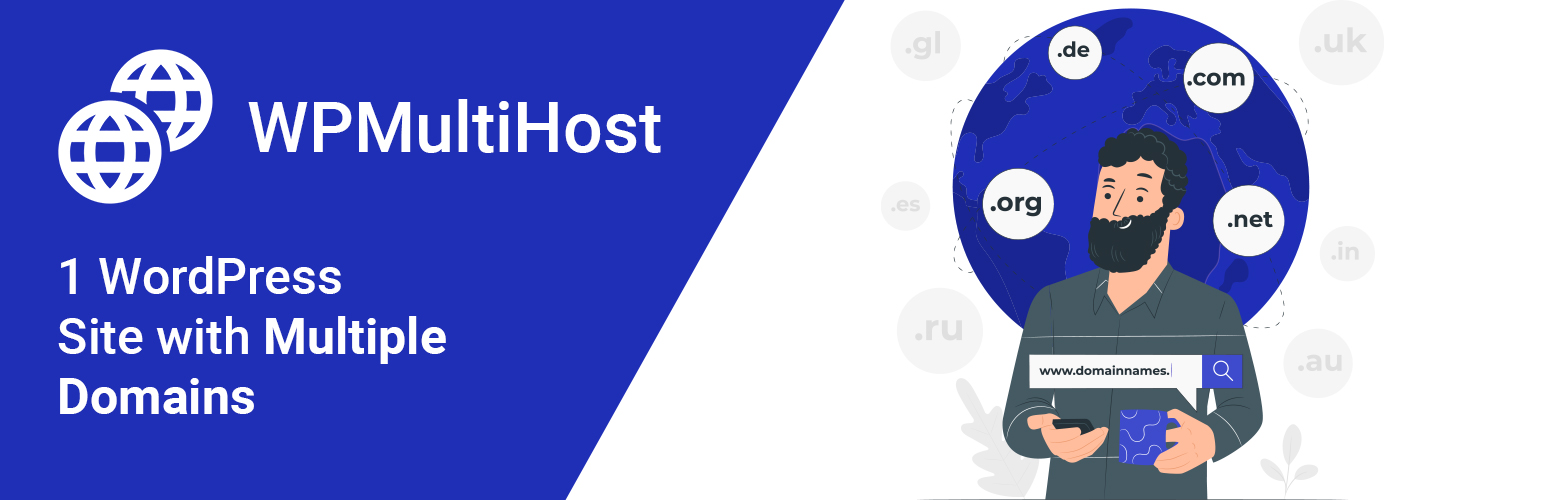 WPMultiHost
1 WordPress
Site with Multiple
Domains
.gl
.de
.uk
.com
.org
.es
.net
.in
.ru
.au
www.domainnames.